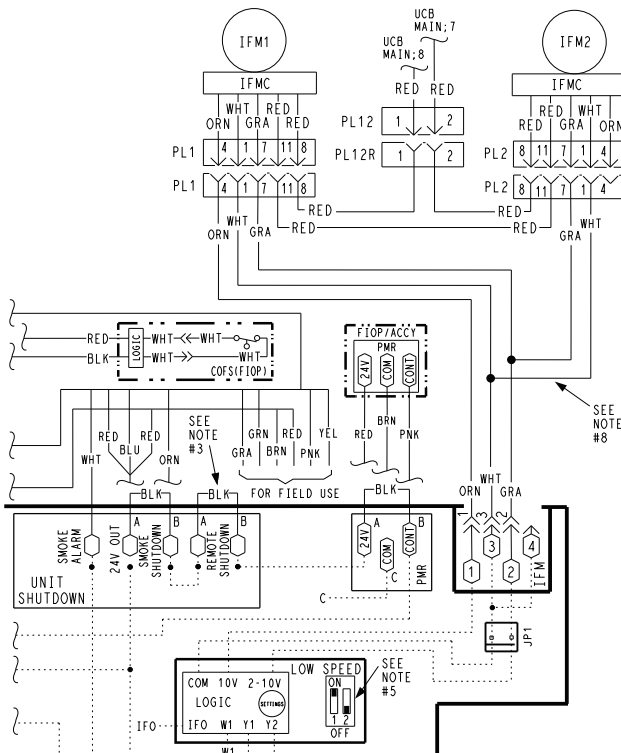 IFM1
IFMC
ORN WHT GRA RED RED
PL1 4 1 7 11 8
PL1 4 1 7 11 8
UCB MAIN;8
UCB MAIN;7
RED RED
PL12 1 2
PL12R 1 2
IFM2
IFMC
RED RED GRA WHT ORN
PL2 8 11 7 1 4
PL2 8 11 7 1 4
RED RED
RED RED
ORN WHT GRA
GRA WHT
RED LOGIC WHT WHT
BLK WHT WHT
COFS(FIOP)
FIOP/ACCY
PMR
24V COM CONT
RED BRN PNK
SEE
NOTE
#8
WHT RED BLU RED ORN
SEE
NOTE
#3
GRA GRN BRN RED PNK YEL
BLK BLK
FOR FIELD USE
BLK
ORN WHT GRA
1 3 2
SMOKE ALARM
24V OUT
A SMOKE SHUTDOWN B
A REMOTE SHUTDOWN B
UNIT
SHUTDOWN
A B
24V COM CONT
C
C
PMR
1 3 2 4
IFM
JP1
LOW SPEED
COM 10V 2-10V
LOGIC
SETTINGS
IFO
IFO W1 Y1 Y2
ON
1 2
OFF
SEE
NOTE
#5
W1